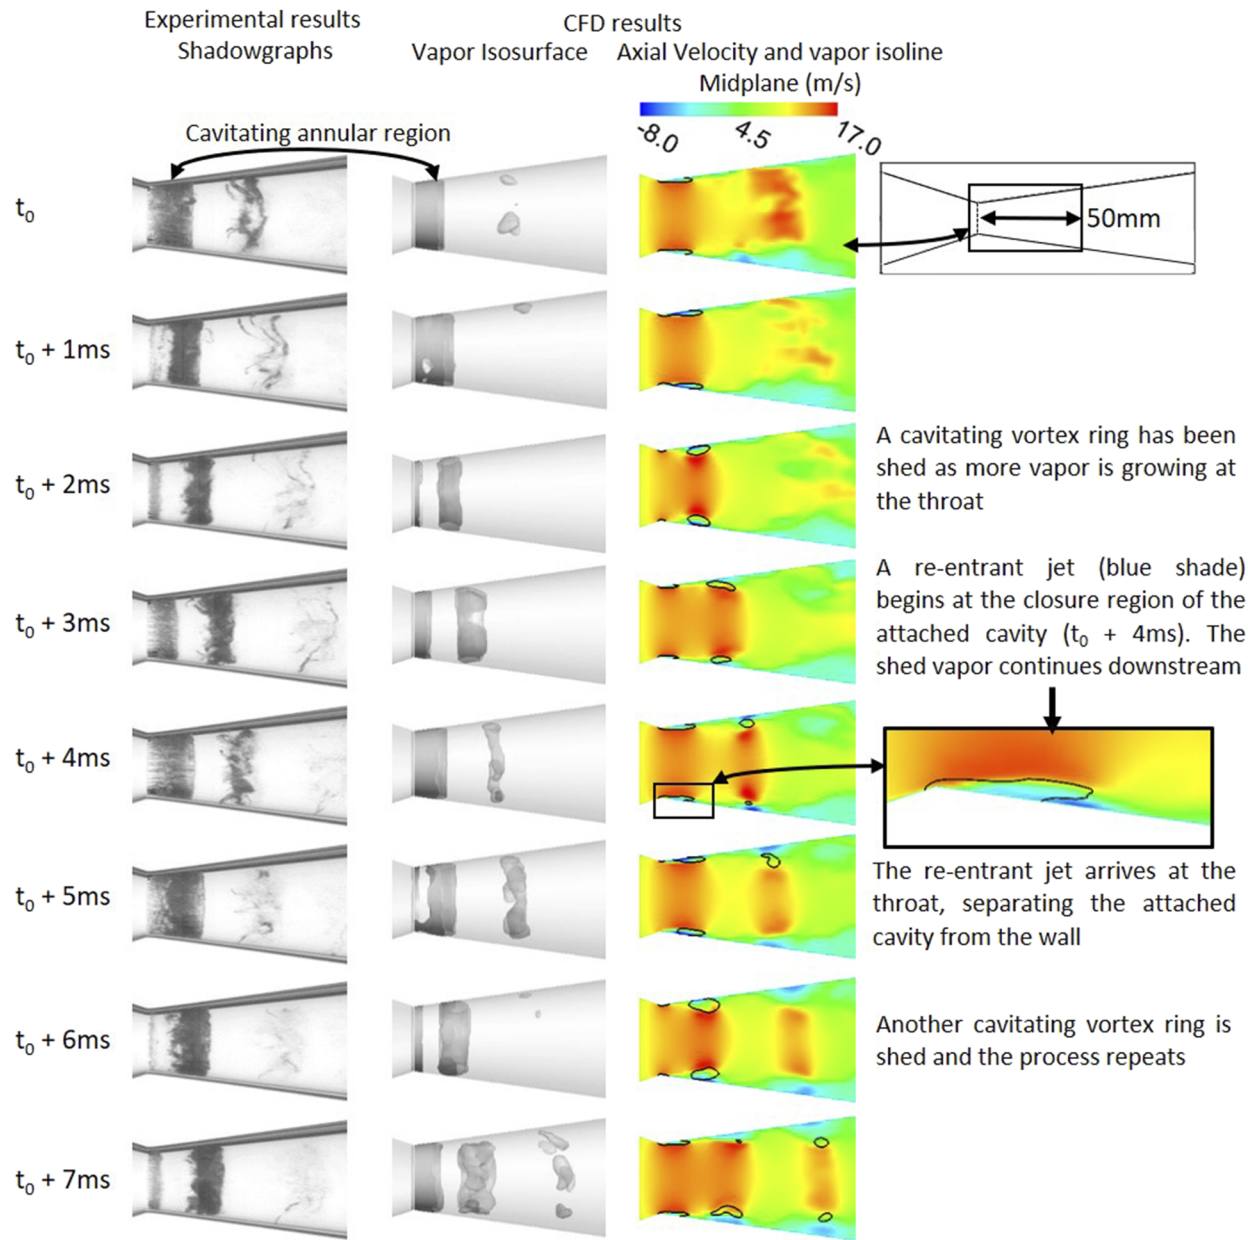 Experimental results
Shadowgraphs
CFD results
Vapor Isosurface
Axial Velocity and vapor isoline
Midplane (m/s)
-8.0
4.5
17.0
Cavitating annular region
t0
50mm
t0 + 1ms
t0 + 2ms
A cavitating vortex ring has been
shed as more vapor is growing at
the throat
t0 + 3ms
A re-entrant jet (blue shade)
begins at the closure region of the
attached cavity (t0 + 4ms). The
shed vapor continues downstream
t0 + 4ms
t0 + 5ms
The re-entrant jet arrives at the
throat, separating the attached
cavity from the wall
t0 + 6ms
Another cavitating vortex ring is
shed and the process repeats
t0 + 7ms